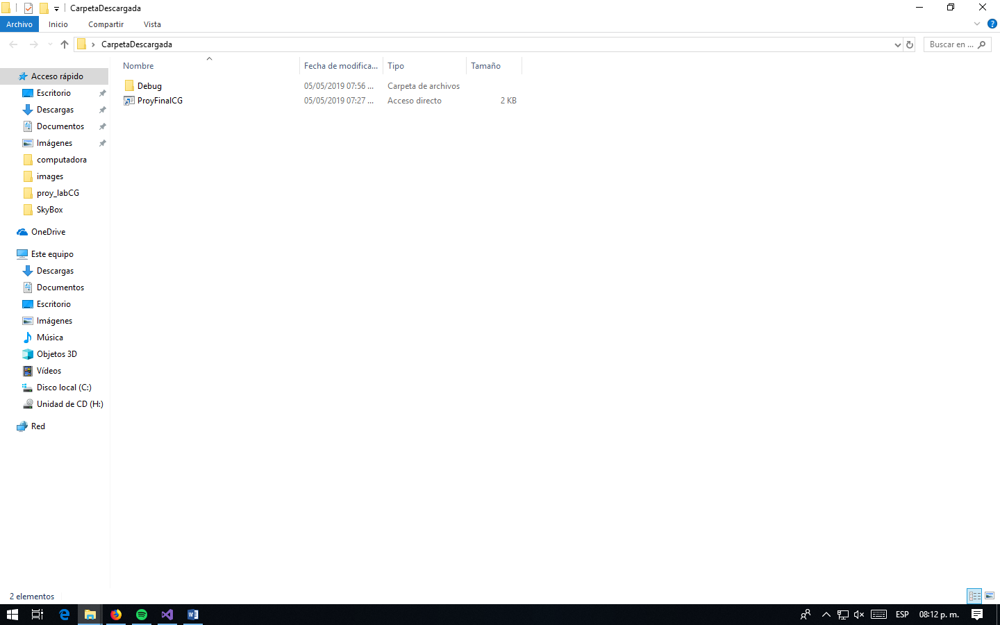 CarpetaDescargada
Archivo Inicio Compartir Vista
CarpetaDescargada
Buscar en ...
Nombre Fecha de modifica... Tipo Tamaño
Debug 05/05/2019 07:56 ... Carpeta de archivos
ProyFinalCG 05/05/2019 07:27 ... Acceso directo 2 KB
Acceso rápido
Escritorio
Descargas
Documentos
Imágenes
computadora
images
proy_labCG
SkyBox
OneDrive
Este equipo
Descargas
Documentos
Escritorio
Imágenes
Música
Objetos 3D
Vídeos
Disco local (C:)
Unidad de CD (H:)
Red
2 elementos
ESP 08:12 p. m.